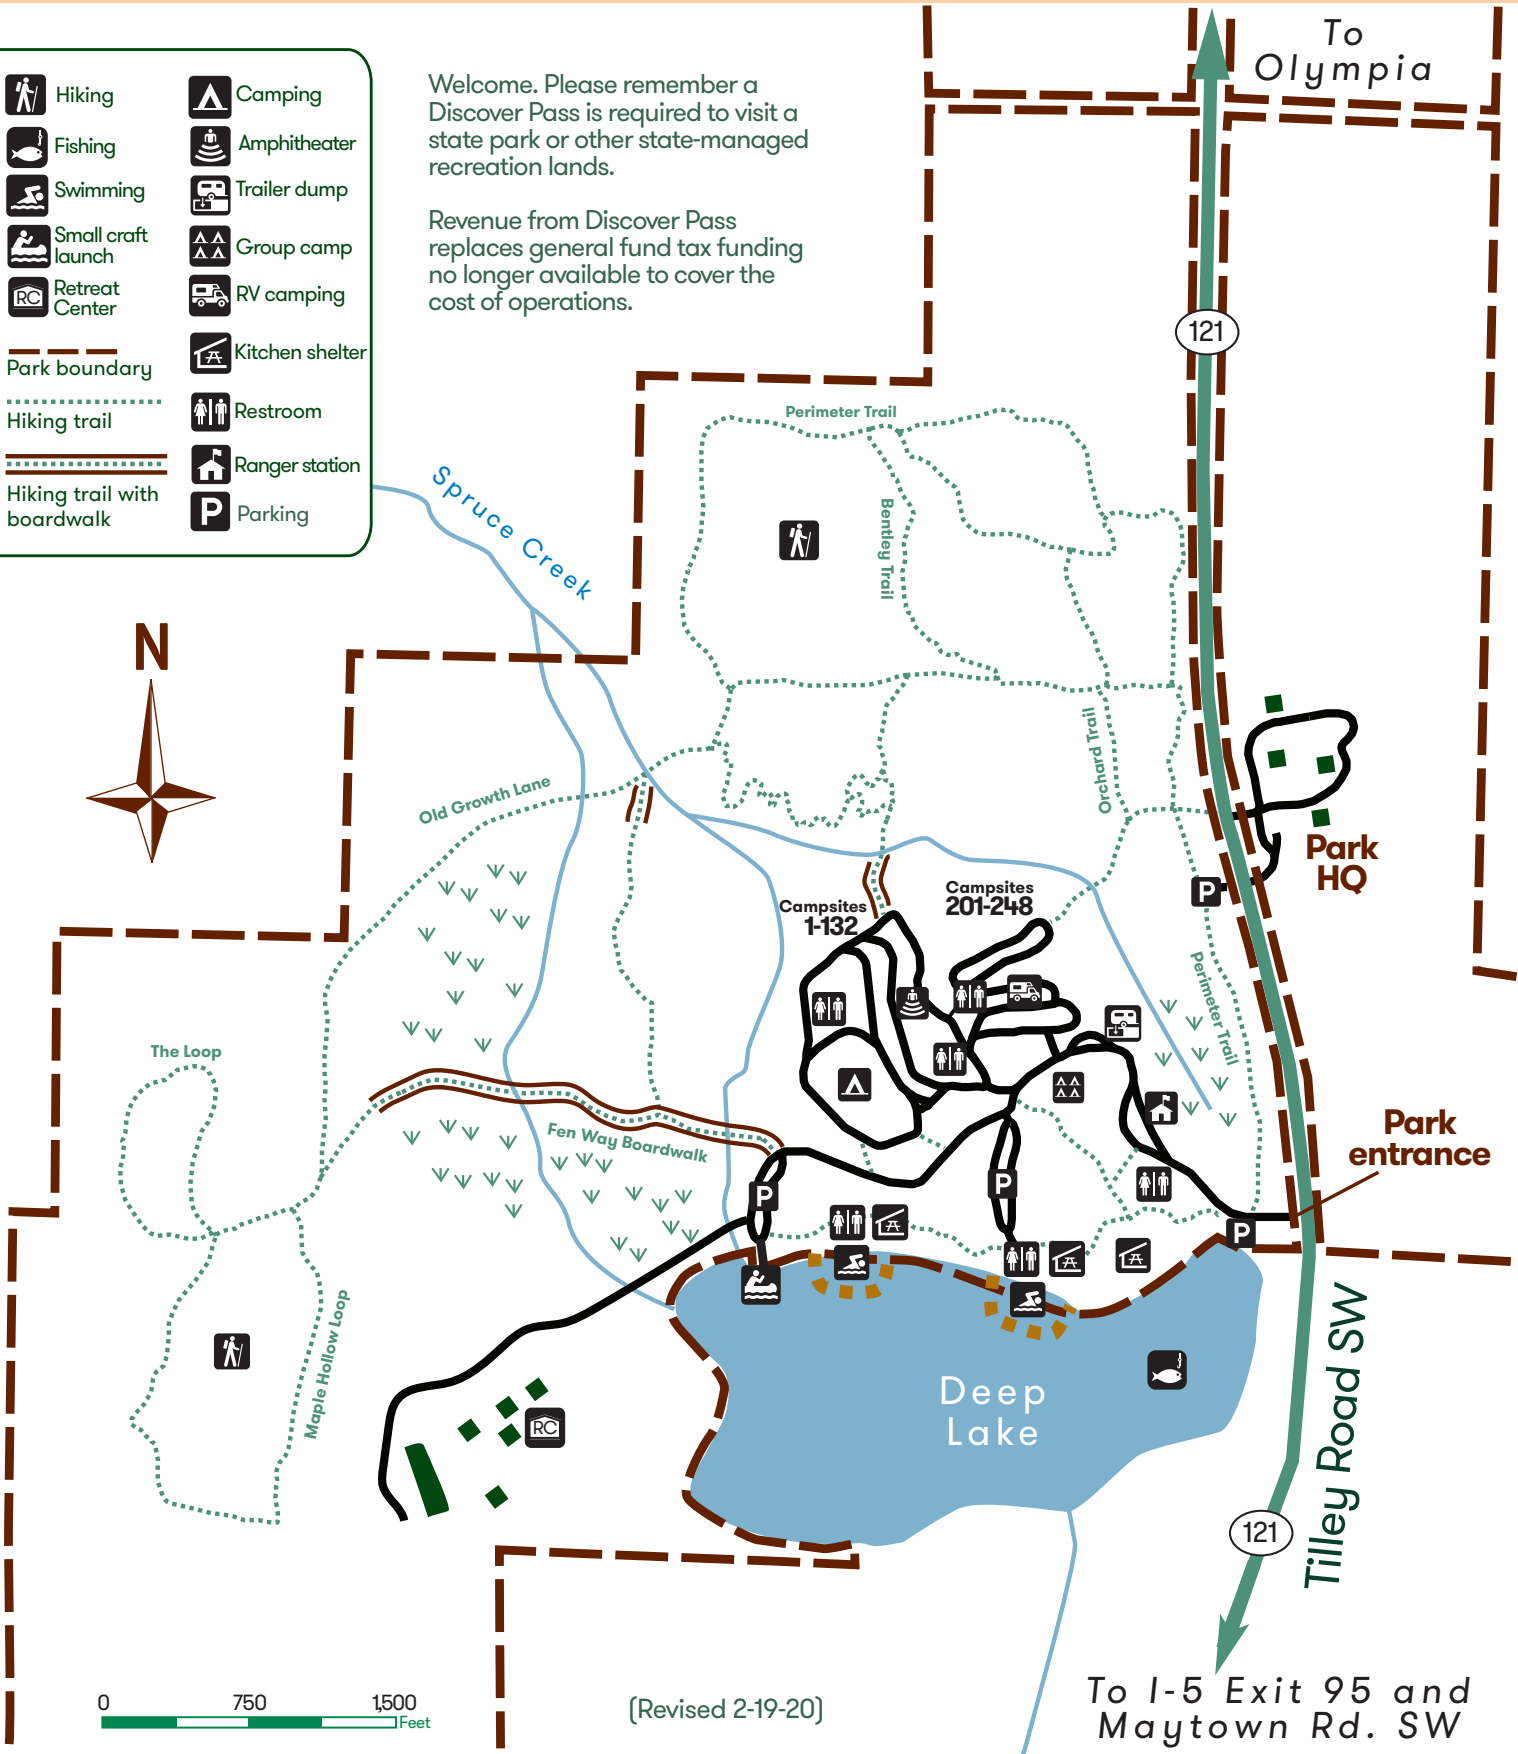 Hiking
Fishing
Swimming
Small craft
launch
RC
Retreat
Center
Park boundary
Hiking trail
Hiking trail with
boardwalk
Camping
Amphitheater
Trailer dump
Group camp
RV camping
Kitchen shelter
Restroom
Ranger station
P
Parking
Welcome. Please remember a
Discover Pass is required to visit a
state park or other state-managed
recreation lands.
Revenue from Discover Pass
replaces general fund tax funding
no longer available to cover the
cost of operations.
To
Olympia
121
Perimeter Trail
Spruce Creek
Bentley Trail
N
Orchard Trail
Old Growth Lane
Park
HQ
P
Campsites
1-132
Campsites
201-248
Perimeter Trail
The Loop
Fen Way Boardwalk
Park
entrance
P
P
P
Maple Hollow Loop
RC
Deep
Lake
Tilley Road SW
121
0
750
1,500
Feet
(Revised 2-19-20)
To I-5 Exit 95 and
Maytown Rd. SW